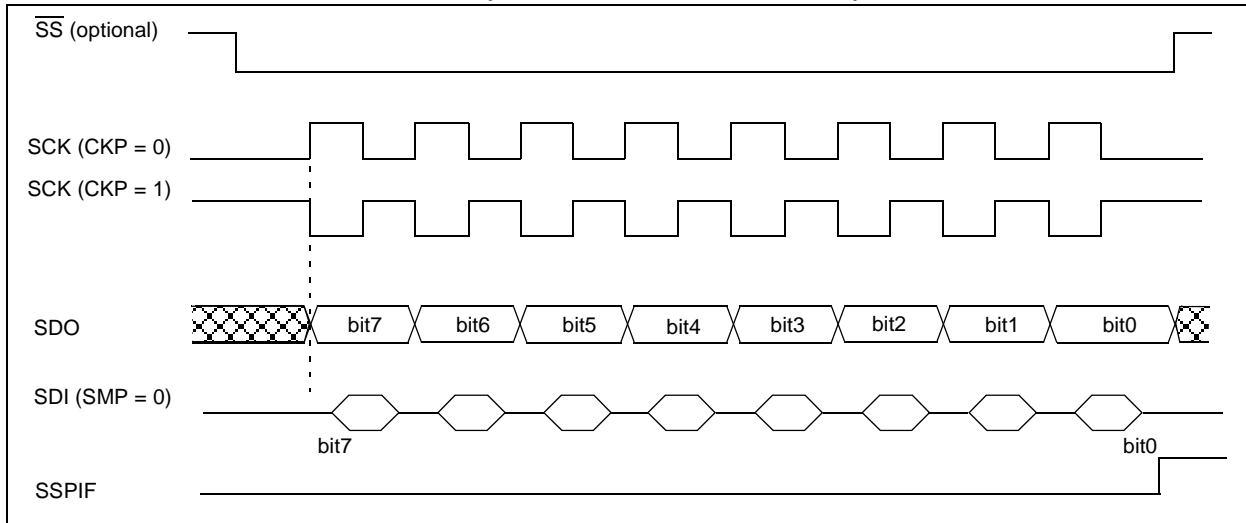 SS (optional)
SCK (CKP = 0)
SCK (CKP = 1)
SDO bit7 bit6 bit5 bit4 bit3 bit2 bit1 bit0
SDI (SMP = 0)
bit7 bit0
SSPIF